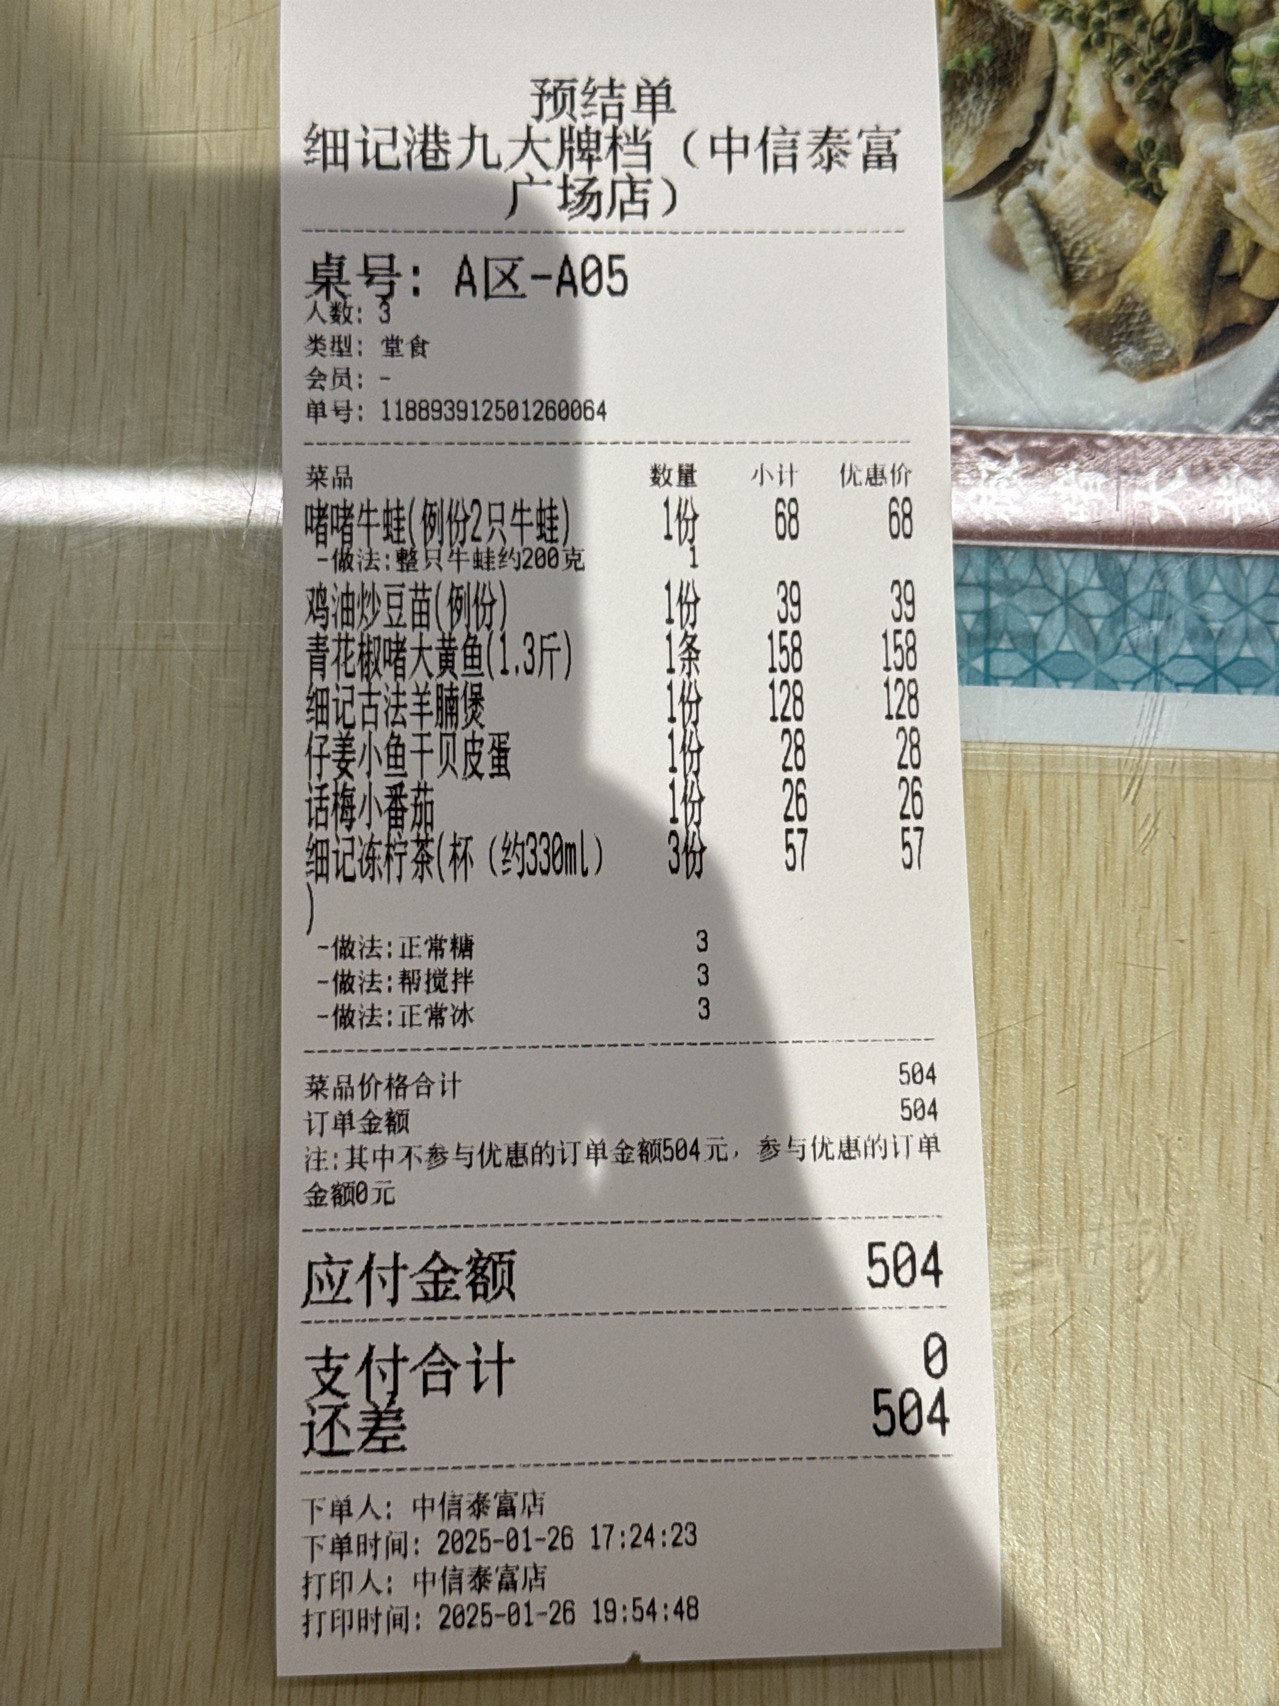 预结单
细记港九大牌档（中信泰富
广场店）
桌号: A区-A05
人数: 3
类型: 堂食
会员: -
单号: 118893912501260064
菜品 数量 小计 优惠价
啫啫牛蛙(例份2只牛蛙) 1份 68 68
-做法:整只牛蛙约200克 1
鸡油炒豆苗(例份) 1份 39 39
青花椒啫大黄鱼(1.3斤) 1条 158 158
细记古法羊腩煲 1份 128 128
仔姜小鱼干贝皮蛋 1份 28 28
话梅小番茄 1份 26 26
细记冻柠茶(杯（约330ml） 3份 57 57
)
-做法:正常糖 3
-做法:帮搅拌 3
-做法:正常冰 3
菜品价格合计 504
订单金额 504
注:其中不参与优惠的订单金额504元，参与优惠的订单
金额0元
应付金额 504
支付合计 0
还差 504
下单人: 中信泰富店
下单时间: 2025-01-26 17:24:23
打印人: 中信泰富店
打印时间: 2025-01-26 19:54:48